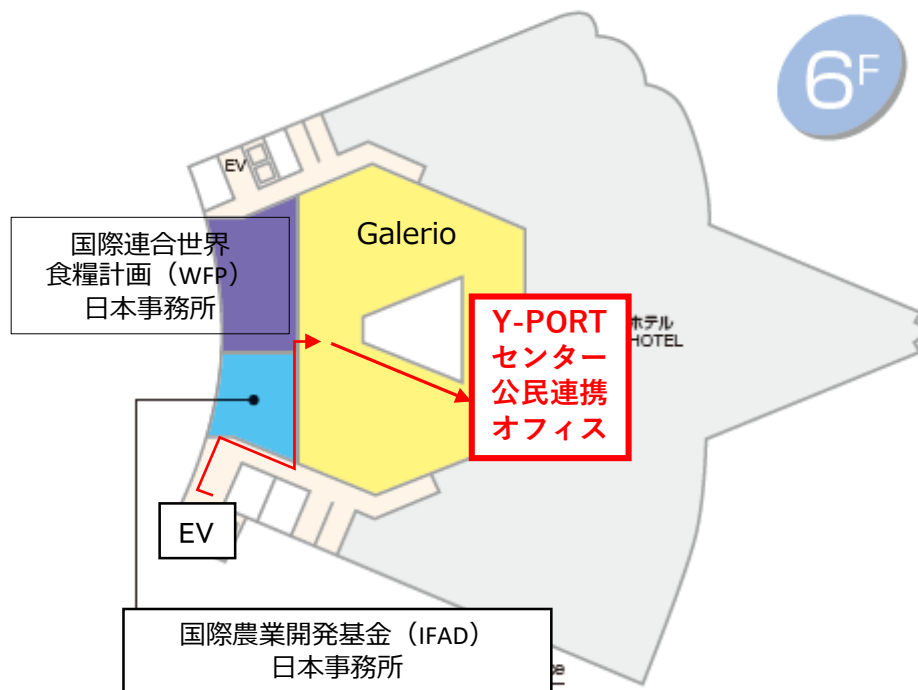 6F
EV
国際連合世界
食糧計画（WFP）
日本事務所
Galerio
Y-PORT
センター
公民連携
オフィス
ホテル
HOTEL
EV
国際農業開発基金（IFAD）
日本事務所